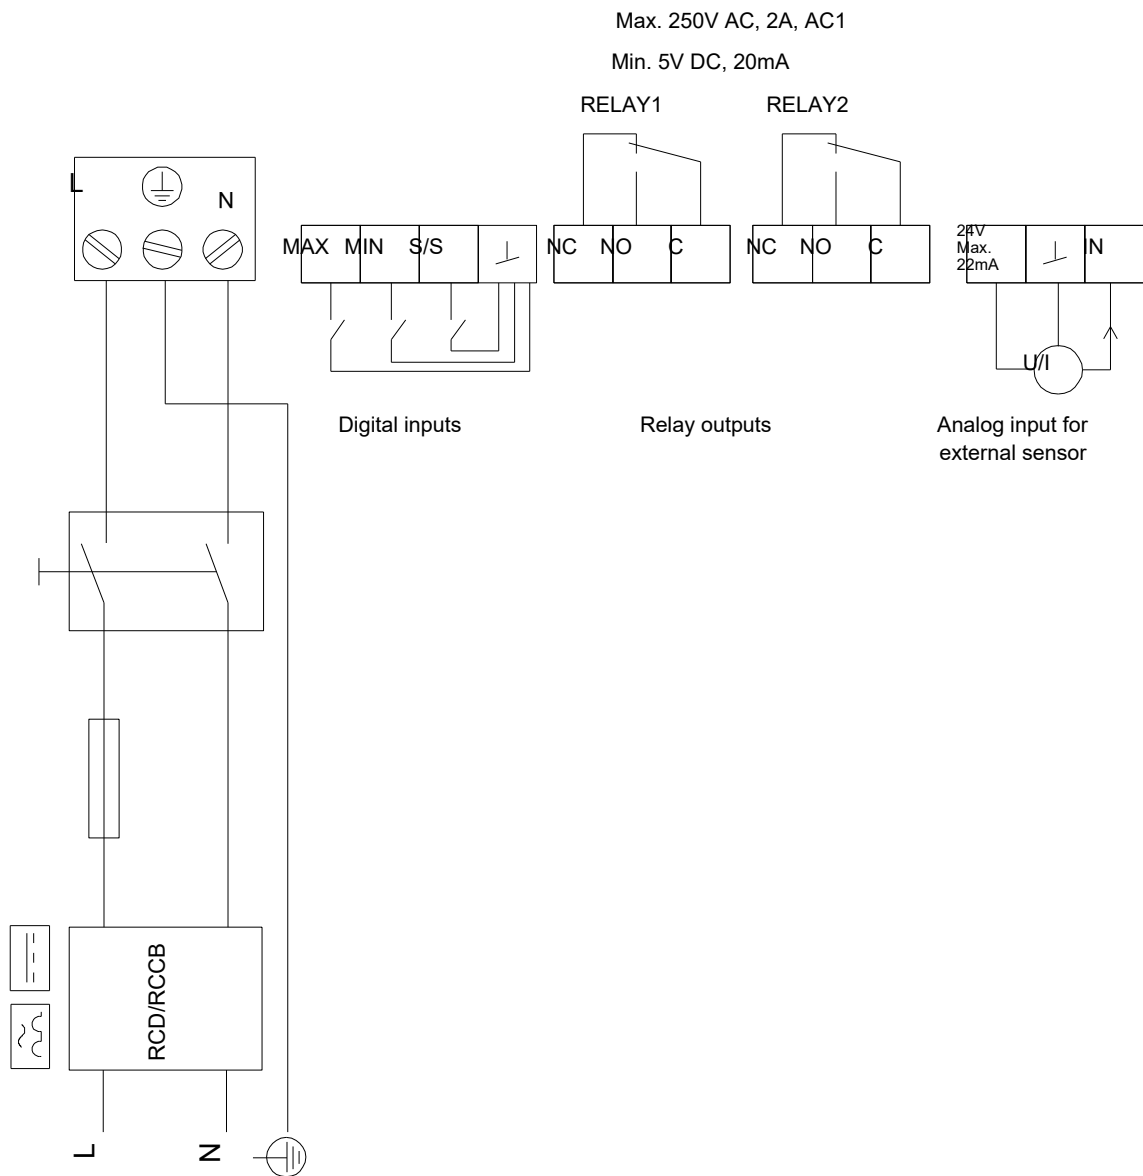 Max. 250V AC, 2A, AC1
Min. 5V DC, 20mA
RELAY1 RELAY2
L
N
MAX MIN S/S
NC NO C
NC NO C
24V
Max.
22mA
IN
U/I
Digital inputs
Relay outputs
Analog input for
external sensor
RCD/RCCB
L
N